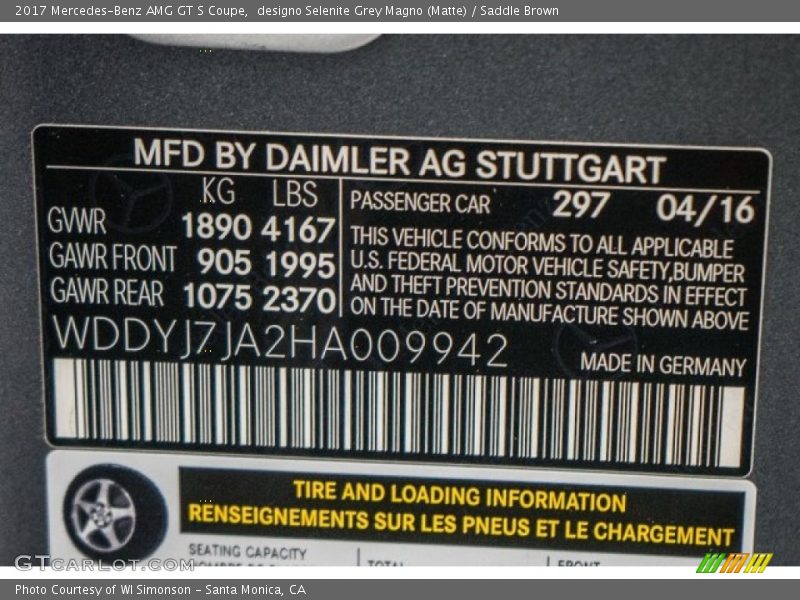 2017 Mercedes-Benz AMG GT S Coupe,  designo Selenite Grey Magno (Matte) / Saddle Brown
MFD BY DAIMLER AG STUTTGART
KG LBS
GVWR 1890 4167
GAWR FRONT 905 1995
GAWR REAR 1075 2370
PASSENGER CAR 297 04/16
THIS VEHICLE CONFORMS TO ALL APPLICABLE
U.S. FEDERAL MOTOR VEHICLE SAFETY,BUMPER
AND THEFT PREVENTION STANDARDS IN EFFECT
ON THE DATE OF MANUFACTURE SHOWN ABOVE
WDDYJ7JA2HA009942
MADE IN GERMANY
TIRE AND LOADING INFORMATION
RENSEIGNEMENTS SUR LES PNEUS ET LE CHARGEMENT
SEATING CAPACITY
TOTAL
FRONT
GTcarlot.com
Photo Courtesy of WI Simonson - Santa Monica, CA